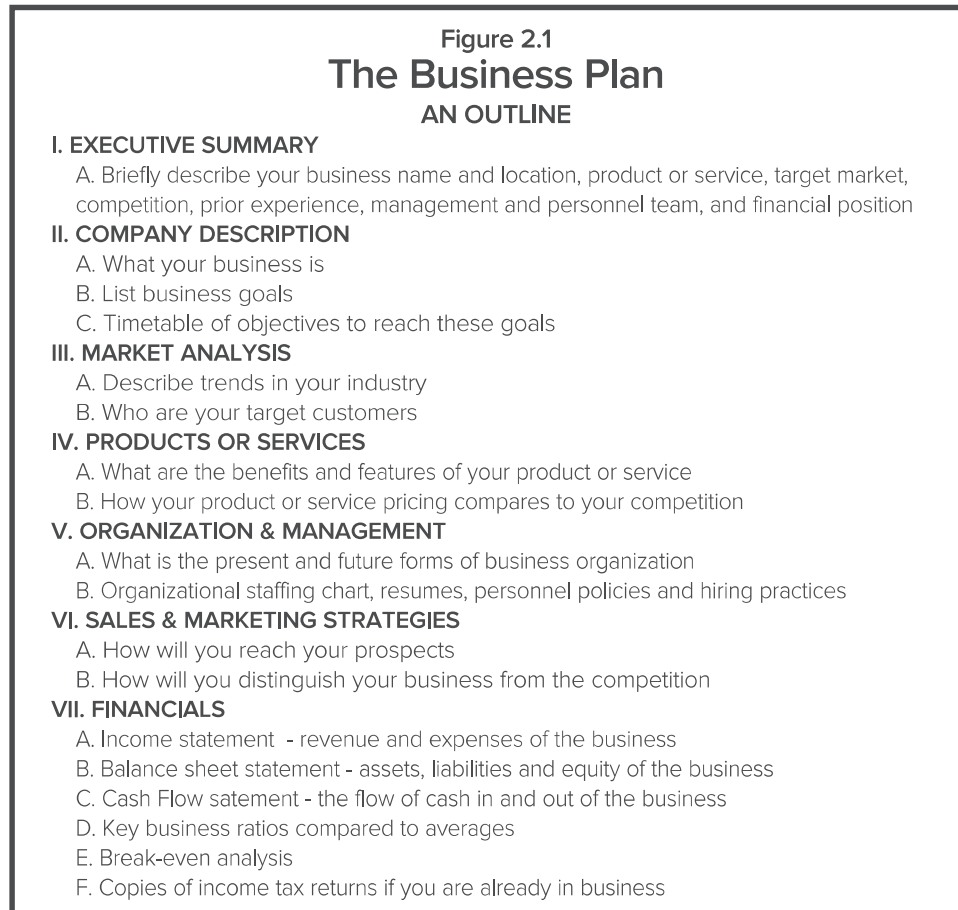 Figure 2.1
The Business Plan
AN OUTLINE
I. EXECUTIVE SUMMARY
A. Briefly describe your business name and location, product or service, target market,
competition, prior experience, management and personnel team, and financial position
II. COMPANY DESCRIPTION
A. What your business is
B. List business goals
C. Timetable of objectives to reach these goals
III. MARKET ANALYSIS
A. Describe trends in your industry
B. Who are your target customers
IV. PRODUCTS OR SERVICES
A. What are the benefits and features of your product or service
B. How your product or service pricing compares to your competition
V. ORGANIZATION & MANAGEMENT
A. What is the present and future forms of business organization
B. Organizational staffing chart, resumes, personnel policies and hiring practices
VI. SALES & MARKETING STRATEGIES
A. How will you reach your prospects
B. How will you distinguish your business from the competition
VII. FINANCIALS
A. Income statement - revenue and expenses of the business
B. Balance sheet statement - assets, liabilities and equity of the business
C. Cash Flow satement - the flow of cash in and out of the business
D. Key business ratios compared to averages
E. Break-even analysis
F. Copies of income tax returns if you are already in business